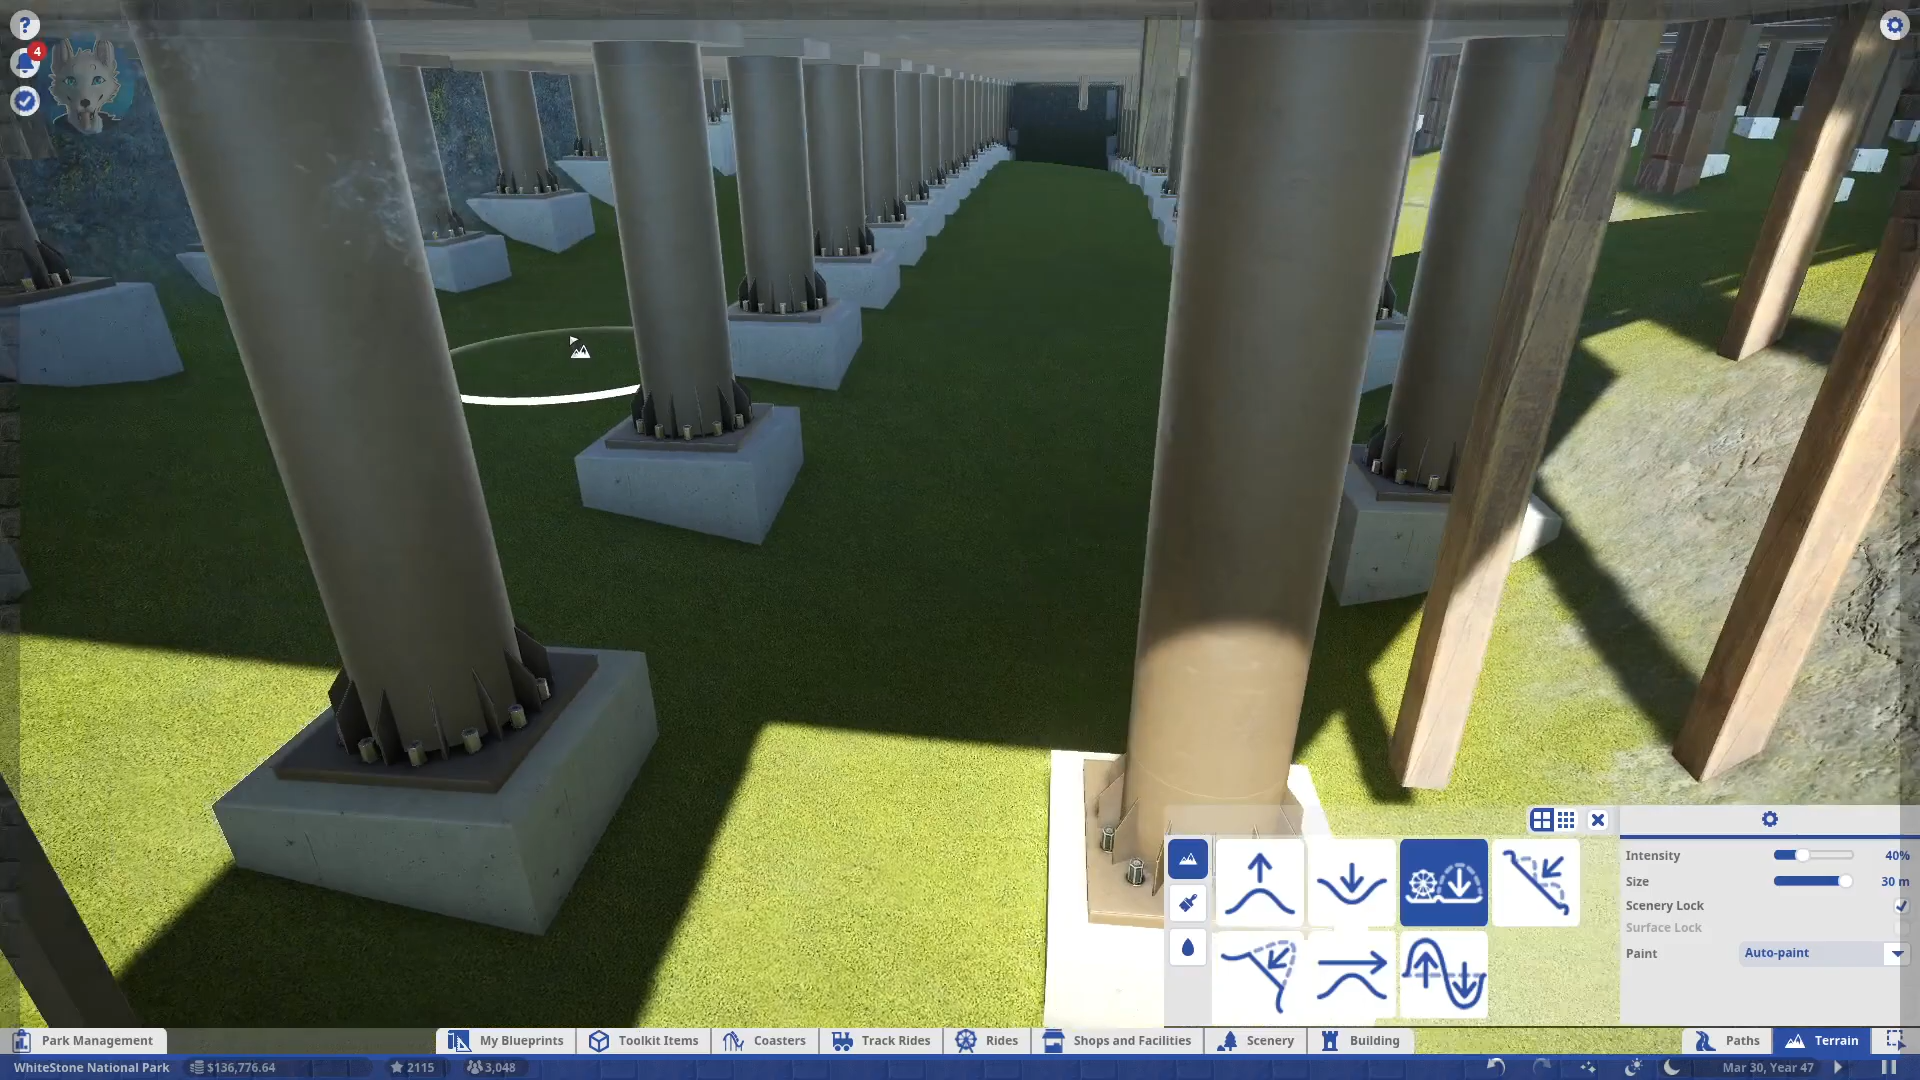 ?
4
Intensity 40%
Size 30 m
Scenery Lock
Surface Lock
Paint Auto-paint
Park Management My Blueprints Toolkit Items Coasters Track Rides Rides Shops and Facilities Scenery Building Paths Terrain
WhiteStone National Park $136,776.64 2115 3,048 Mar 30, Year 47